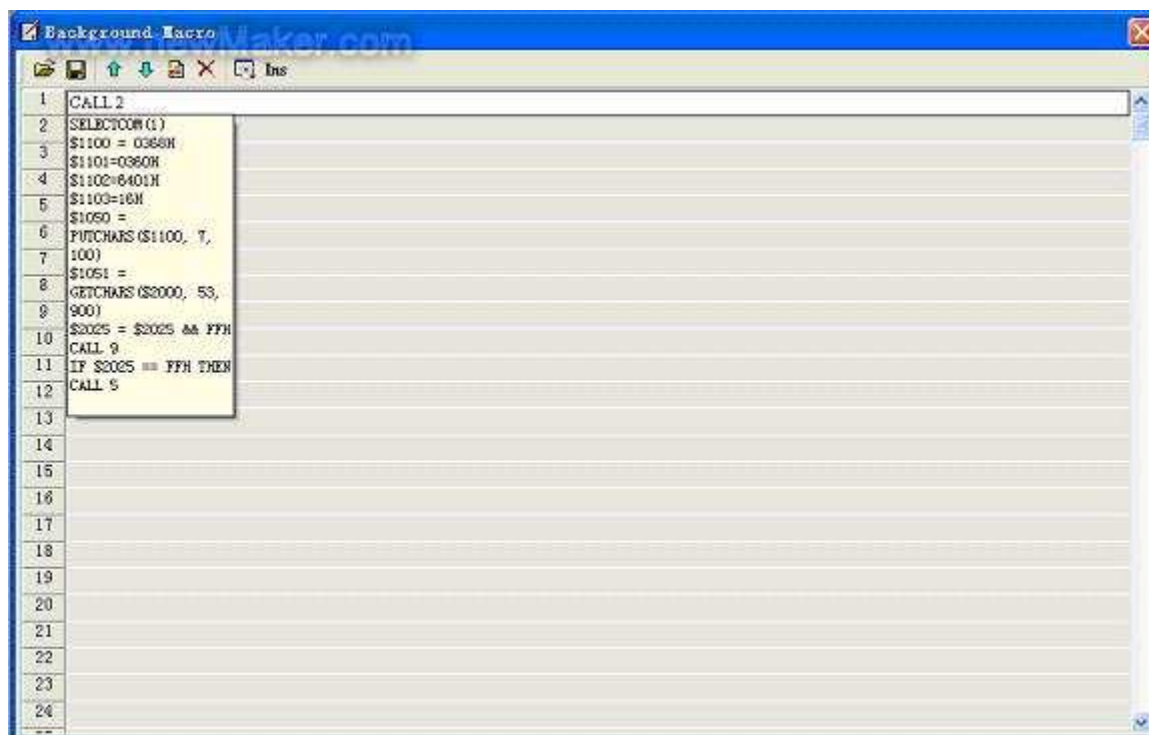 Background Macro
www.newMaker.com
Ins
1 CALL 2
2 SELECTCOM(1)
$1100 = 0368H
3 $1101=0360H
4 $1102=6401H
5 $1103=16H
$1050 =
6 PUTCHARS($1100, 7,
7 100)
$1051 =
8 GETCHARS($2000, 53,
9 900)
10 $2025 = $2025 && FFH
CALL 9
11 IF $2025 == FFH THEN
12 CALL 5
13
14
15
16
17
18
19
20
21
22
23
24